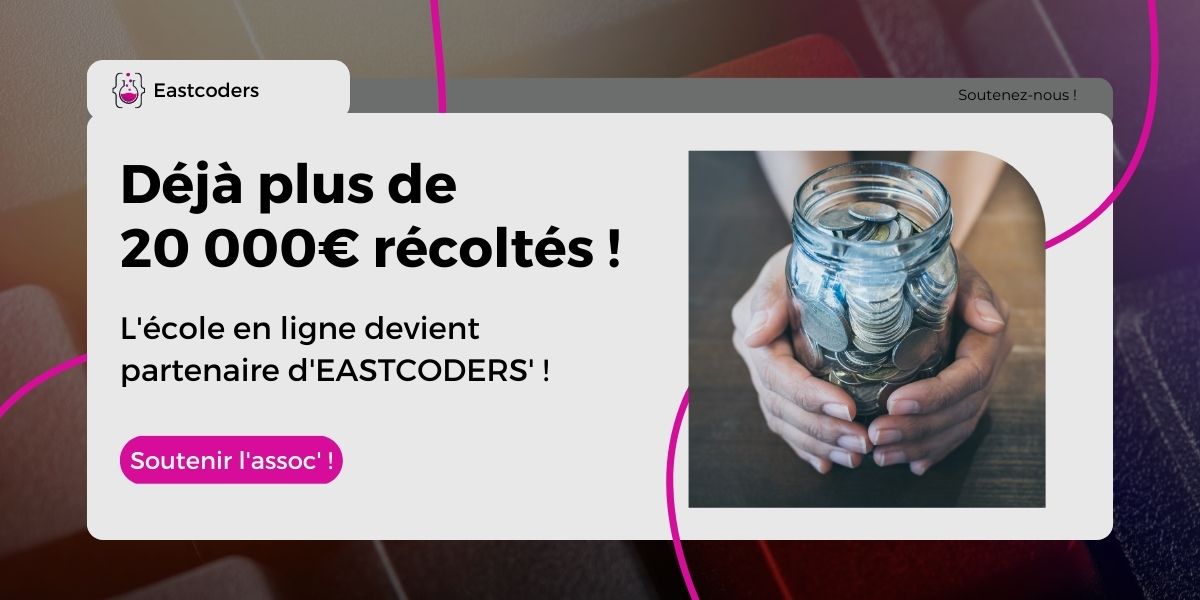 Eastcoders
Soutenez-nous !
Déjà plus de
20 000€ récoltés !
L'école en ligne devient
partenaire d'EASTCODERS' !
Soutenir l'assoc' !